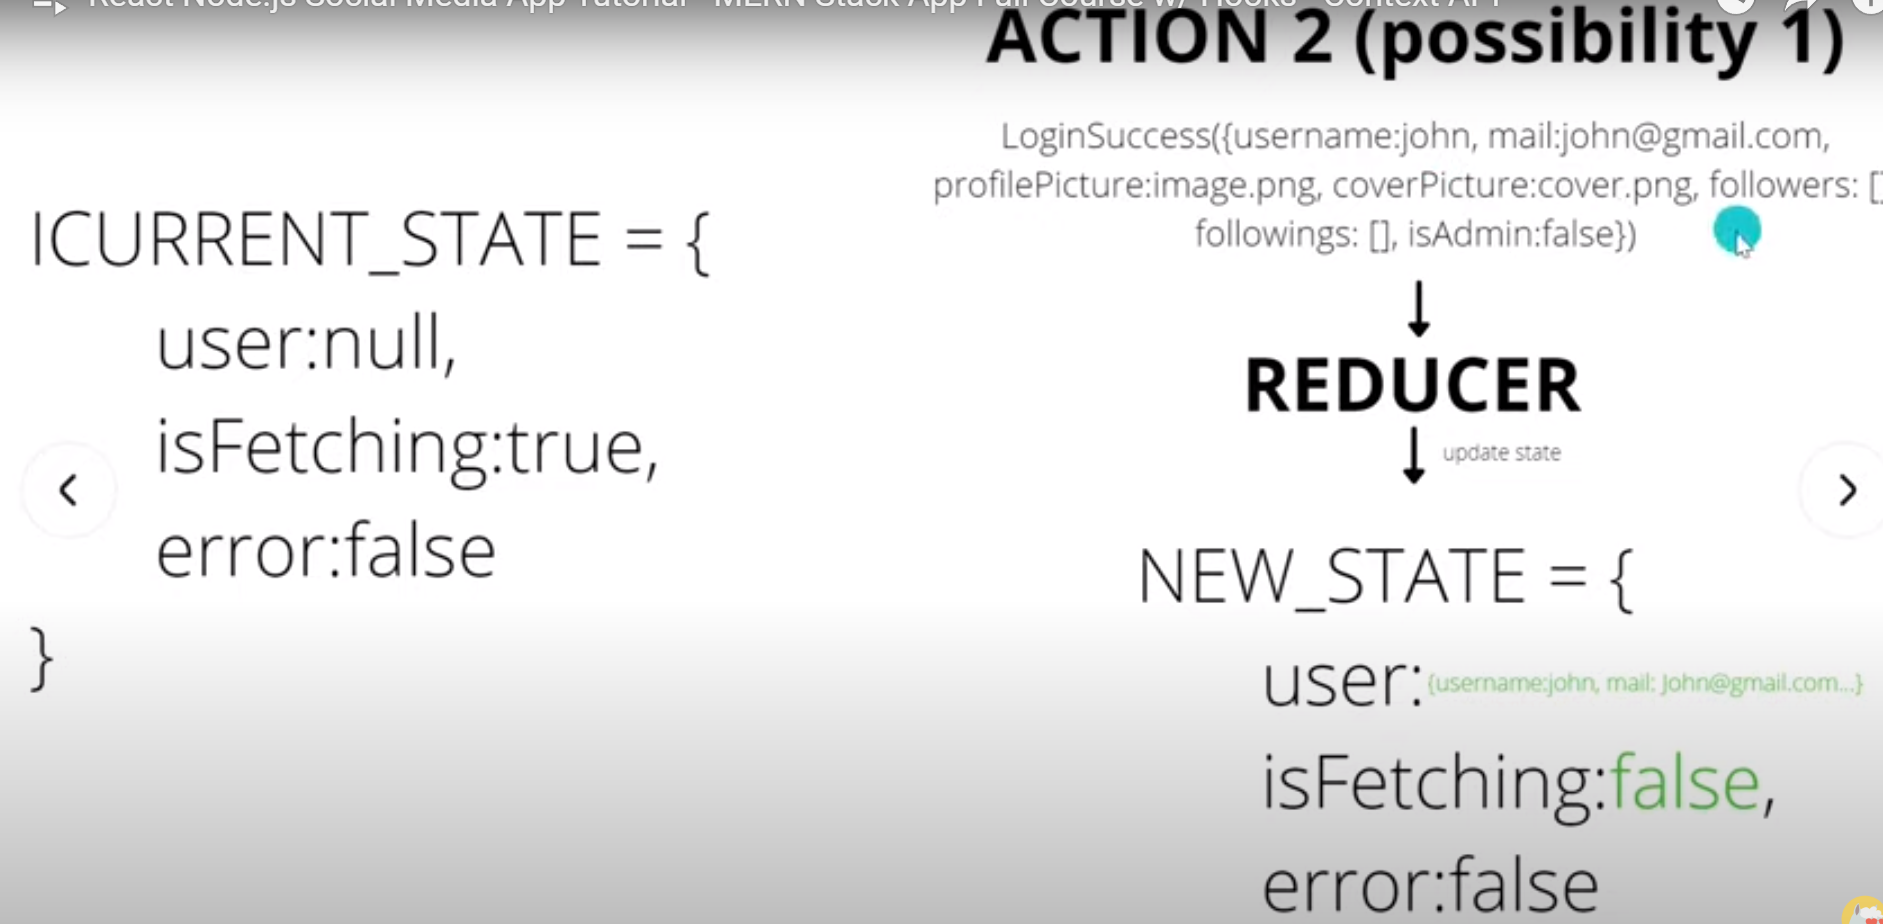 React Node.js Social Media App Tutorial - MERN Stack App Full Course w/ Hooks - Context API
ACTION 2 (possibility 1)
LoginSuccess({username:john, mail:john@gmail.com,
profilePicture:image.png, coverPicture:cover.png, followers: []
followings: [], isAdmin:false})
ICURRENT_STATE = {
user:null,
isFetching:true,
error:false
}
REDUCER
update state
NEW_STATE = {
user:{username:john, mail: John@gmail.com...}
isFetching:false,
error:false